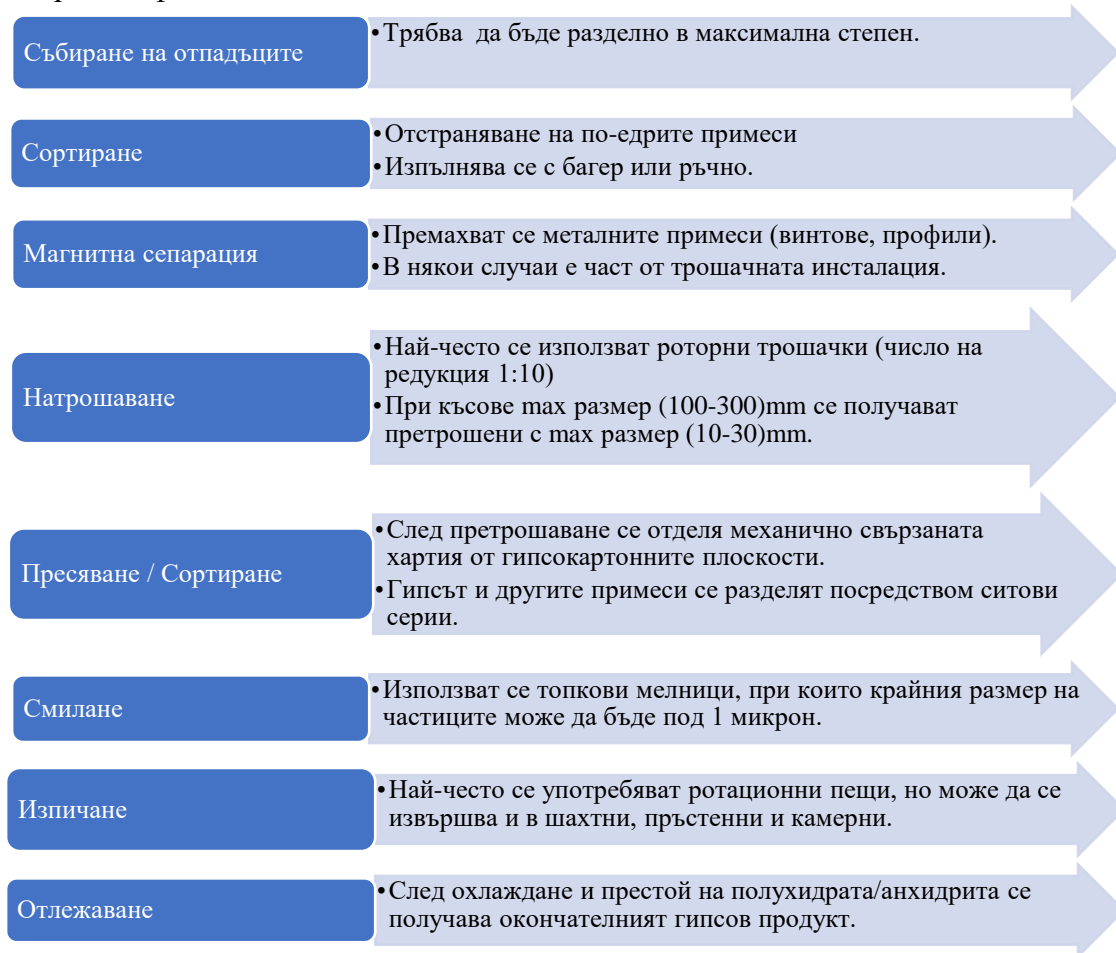 Събиране на отпадъците
•Трябва  да бъде разделно в максимална степен.
Сортиране
•Отстраняване на по-едрите примеси
•Изпълнява се с багер или ръчно.
Магнитна сепарация
•Премахват се металните примеси (винтове, профили).
•В някои случаи е част от трошачната инсталация.
Натрошаване
•Най-често се използват роторни трошачки (число на
редукция 1:10)
•При късове max размер (100-300)mm се получават
претрошени с max размер (10-30)mm.
Пресяване / Сортиране
•След претрошаване се отделя механично свързаната
хартия от гипсокартонните плоскости.
•Гипсът и другите примеси се разделят посредством ситови
серии.
Смилане
•Използват се топкови мелници, при които крайния размер на
частиците може да бъде под 1 микрон.
Изпичане
•Най-често се употребяват ротационни пещи, но може да се
извършва и в шахтни, пръстенни и камерни.
Отлежаване
•След охлаждане и престой на полухидрата/анхидрита се
получава окончателният гипсов продукт.